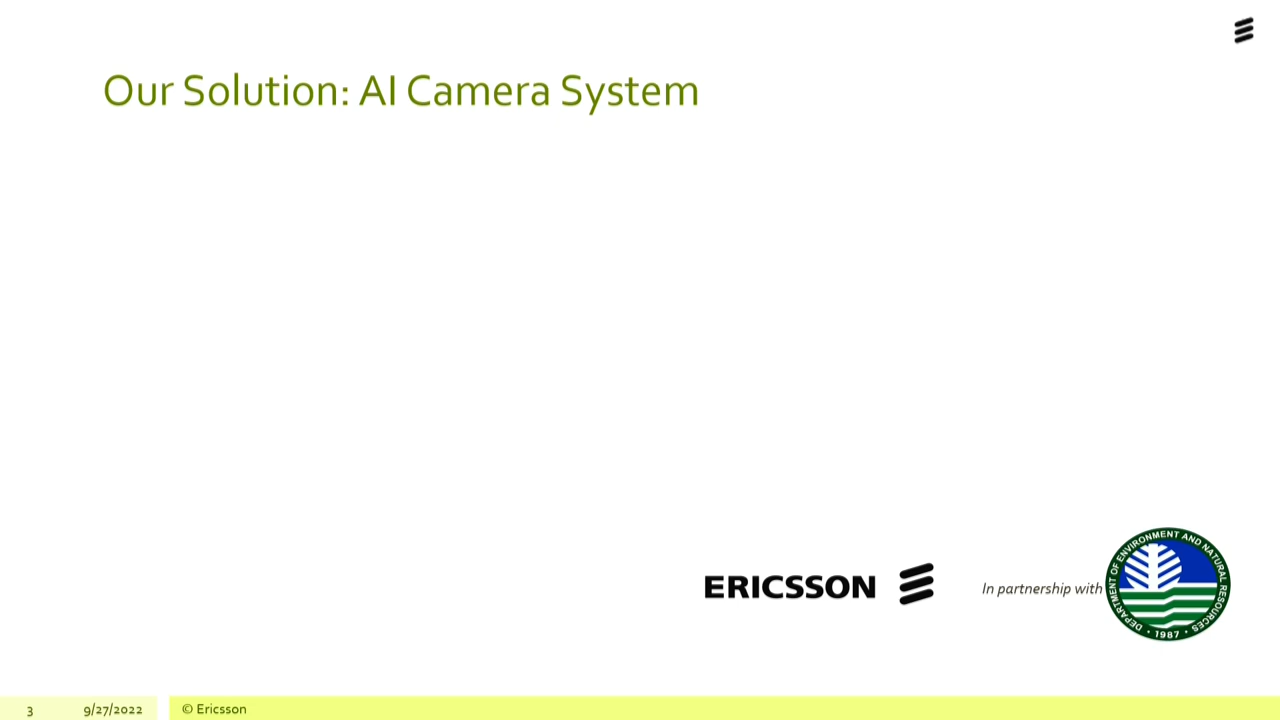 Our Solution: AI Camera System
ERICSSON
In partnership with
DEPARTMENT OF ENVIRONMENT AND NATURAL RESOURCES
• 1987 •
3
9/27/2022
© Ericsson